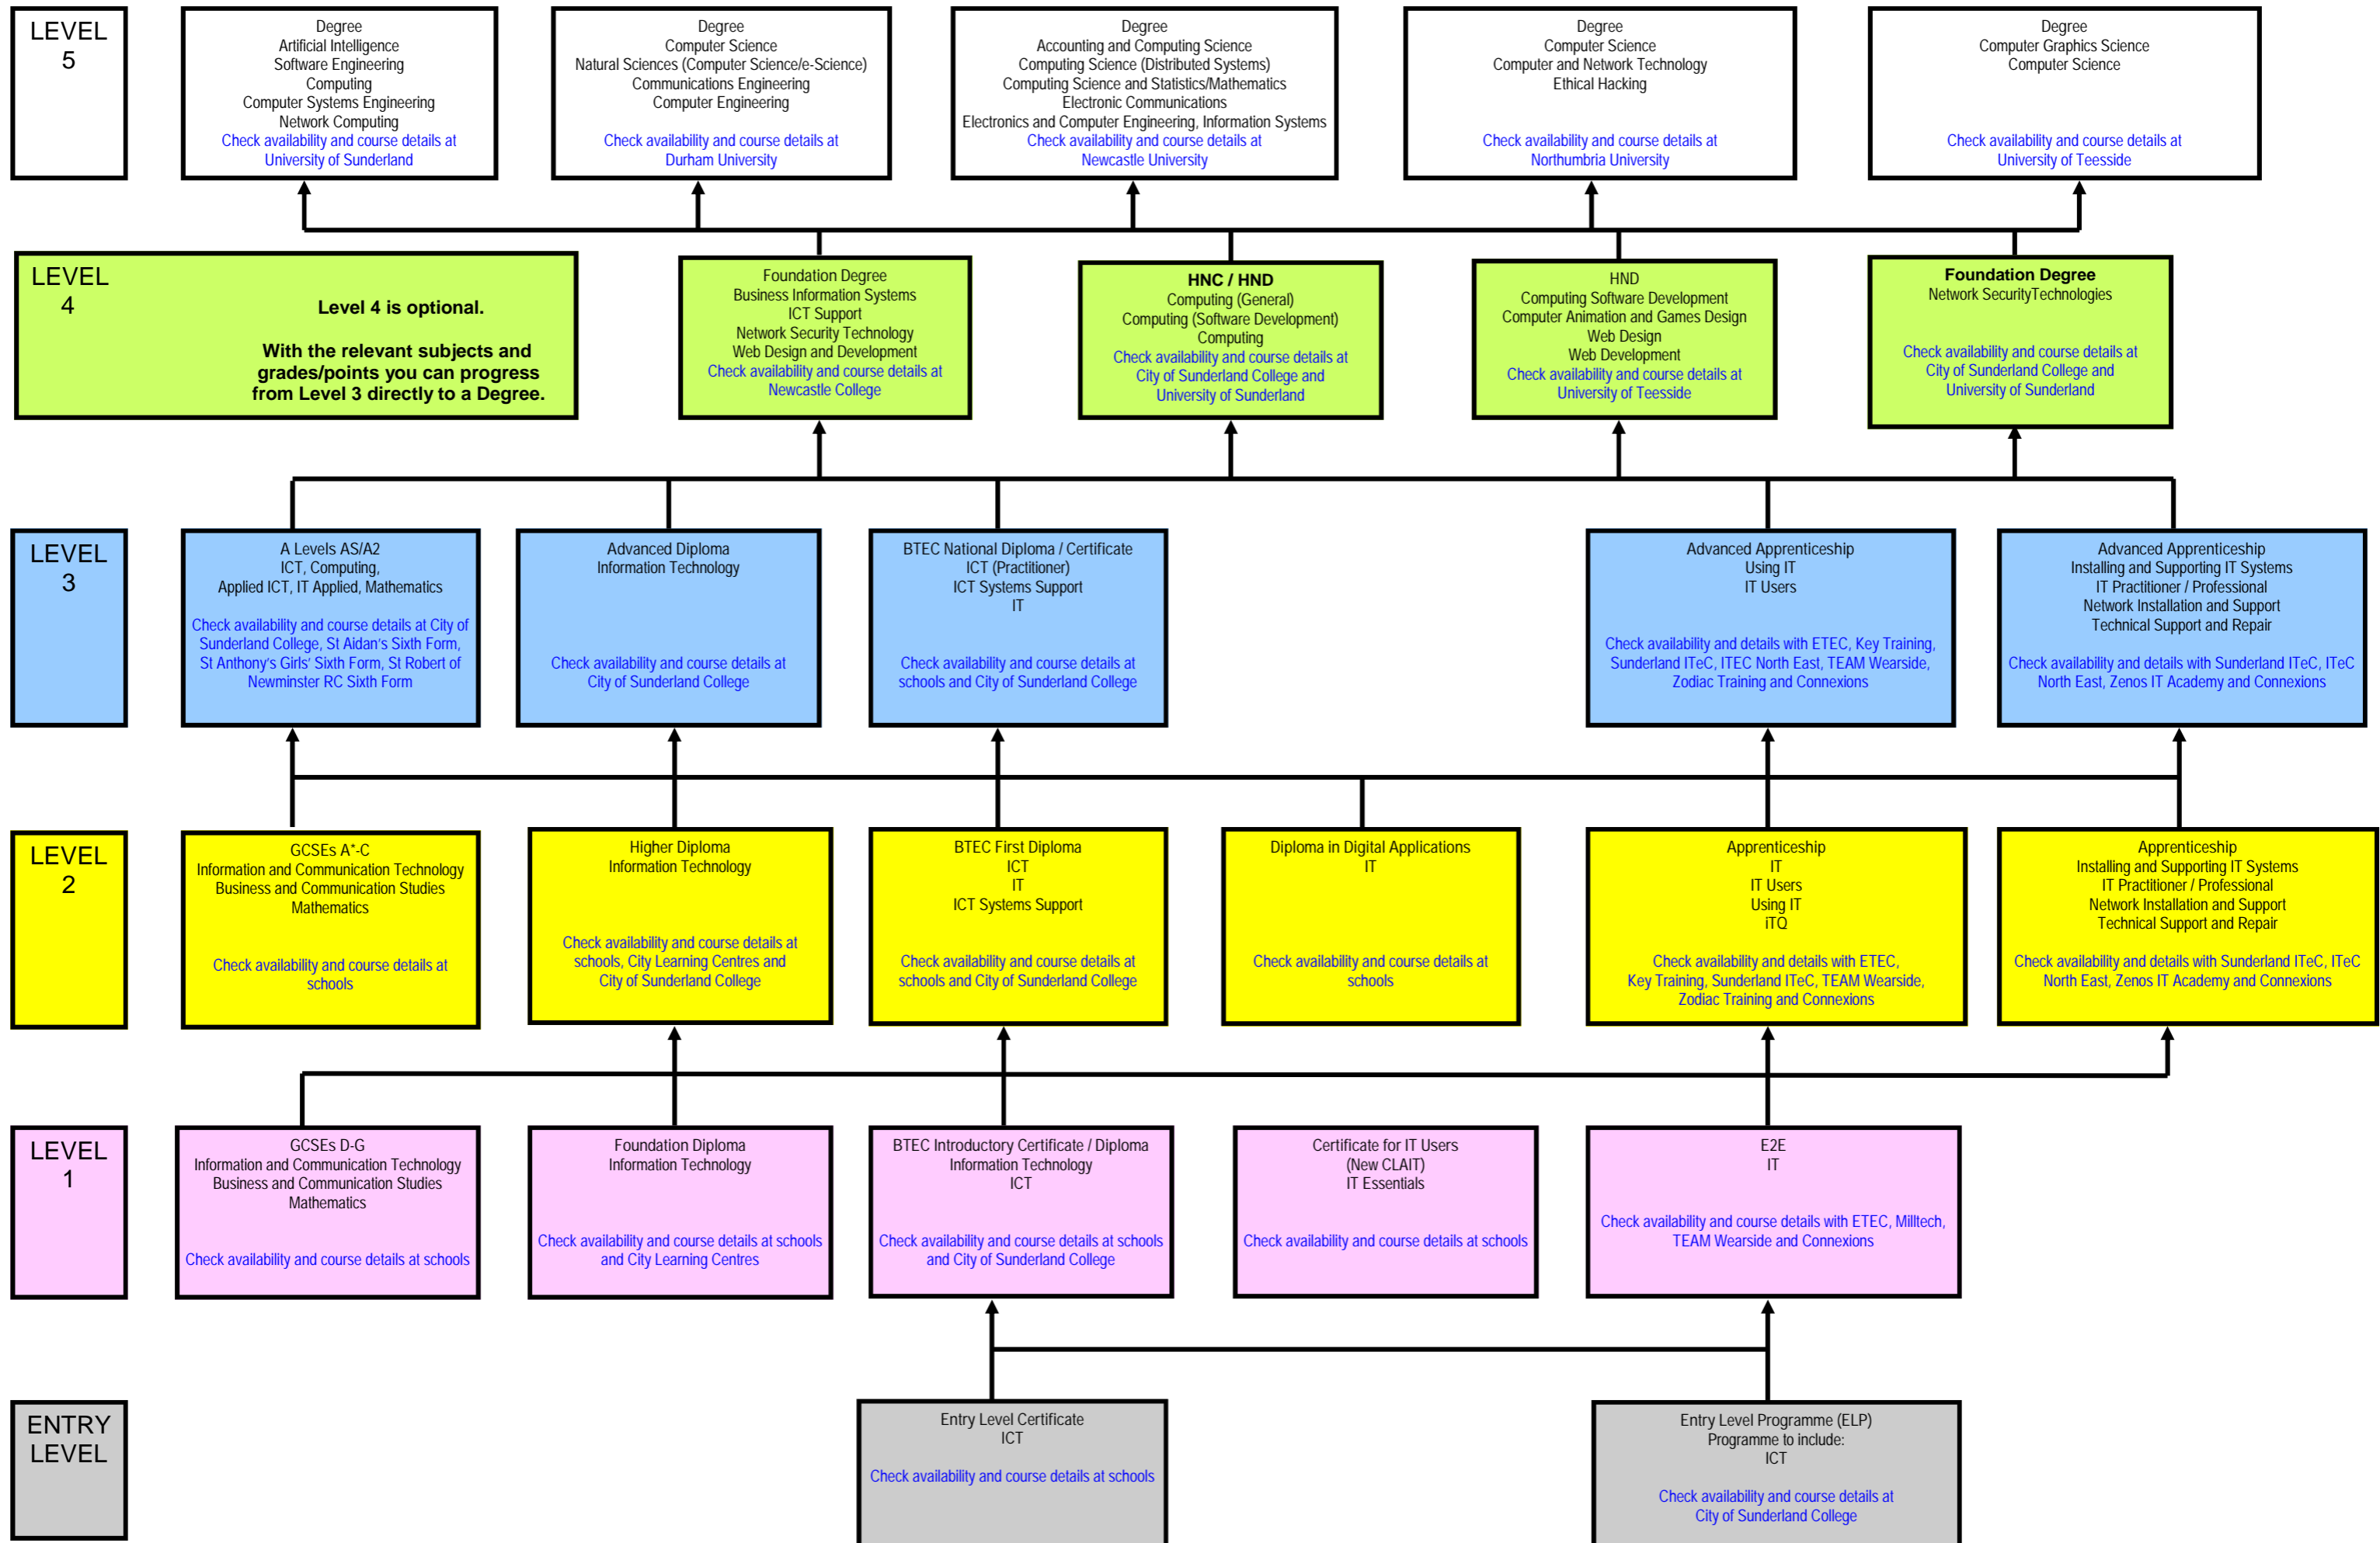 LEVEL
5
Degree
Artificial Intelligence
Software Engineering
Computing
Computer Systems Engineering
Network Computing
Check availability and course details at
University of Sunderland
Degree
Computer Science
Natural Sciences (Computer Science/e-Science)
Communications Engineering
Computer Engineering
Check availability and course details at
Durham University
Degree
Accounting and Computing Science
Computing Science (Distributed Systems)
Computing Science and Statistics/Mathematics
Electronic Communications
Electronics and Computer Engineering, Information Systems
Check availability and course details at
Newcastle University
Degree
Computer Science
Computer and Network Technology
Ethical Hacking
Check availability and course details at
Northumbria University
Degree
Computer Graphics Science
Computer Science
Check availability and course details at
University of Teesside
LEVEL
4
Level 4 is optional.
With the relevant subjects and
grades/points you can progress
from Level 3 directly to a Degree.
Foundation Degree
Business Information Systems
ICT Support
Network Security Technology
Web Design and Development
Check availability and course details at
Newcastle College
HNC / HND
Computing (General)
Computing (Software Development)
Computing
Check availability and course details at
City of Sunderland College and
University of Sunderland
HND
Computing Software Development
Computer Animation and Games Design
Web Design
Web Development
Check availability and course details at
University of Teesside
Foundation Degree
Network SecurityTechnologies
Check availability and course details at
City of Sunderland College and
University of Sunderland
LEVEL
3
A Levels AS/A2
ICT, Computing,
Applied ICT, IT Applied, Mathematics
Check availability and course details at City of
Sunderland College, St Aidan's Sixth Form,
St Anthony's Girls' Sixth Form, St Robert of
Newminster RC Sixth Form
Advanced Diploma
Information Technology
Check availability and course details at
City of Sunderland College
BTEC National Diploma / Certificate
ICT (Practitioner)
ICT Systems Support
IT
Check availability and course details at
schools and City of Sunderland College
Advanced Apprenticeship
Using IT
IT Users
Check availability and details with ETEC, Key Training,
Sunderland ITeC, ITEC North East, TEAM Wearside,
Zodiac Training and Connexions
Advanced Apprenticeship
Installing and Supporting IT Systems
IT Practitioner / Professional
Network Installation and Support
Technical Support and Repair
Check availability and details with Sunderland ITeC, ITeC
North East, Zenos IT Academy and Connexions
LEVEL
2
GCSEs A*-C
Information and Communication Technology
Business and Communication Studies
Mathematics
Check availability and course details at
schools
Higher Diploma
Information Technology
Check availability and course details at
schools, City Learning Centres and
City of Sunderland College
BTEC First Diploma
ICT
IT
ICT Systems Support
Check availability and course details at
schools and City of Sunderland College
Diploma in Digital Applications
IT
Check availability and course details at
schools
Apprenticeship
IT
IT Users
Using IT
iTQ
Check availability and details with ETEC,
Key Training, Sunderland ITeC, TEAM Wearside,
Zodiac Training and Connexions
Apprenticeship
Installing and Supporting IT Systems
IT Practitioner / Professional
Network Installation and Support
Technical Support and Repair
Check availability and details with Sunderland ITeC, ITeC
North East, Zenos IT Academy and Connexions
LEVEL
1
GCSEs D-G
Information and Communication Technology
Business and Communication Studies
Mathematics
Check availability and course details at schools
Foundation Diploma
Information Technology
Check availability and course details at schools
and City Learning Centres
BTEC Introductory Certificate / Diploma
Information Technology
ICT
Check availability and course details at schools
and City of Sunderland College
Certificate for IT Users
(New CLAIT)
IT Essentials
Check availability and course details at schools
E2E
IT
Check availability and course details with ETEC, Milltech,
TEAM Wearside and Connexions
ENTRY
LEVEL
Entry Level Certificate
ICT
Check availability and course details at schools
Entry Level Programme (ELP)
Programme to include:
ICT
Check availability and course details at
City of Sunderland College